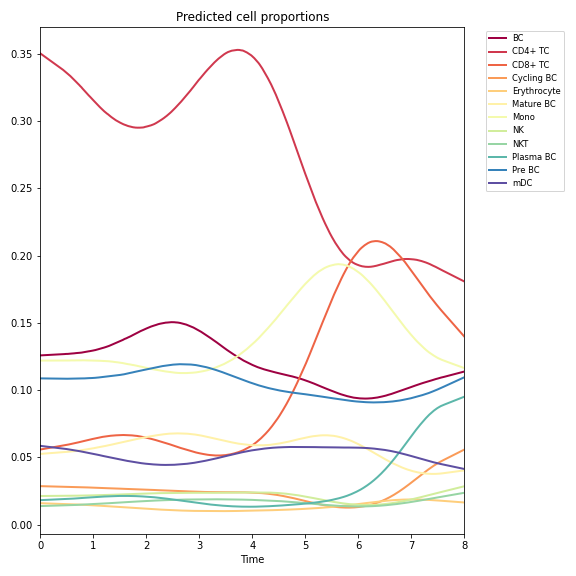 Predicted cell proportions
0.35
0.30
0.25
0.20
0.15
0.10
0.05
0.00
0 1 2 3 4 5 6 7 8
Time
BC
CD4+ TC
CD8+ TC
Cycling BC
Erythrocyte
Mature BC
Mono
NK
NKT
Plasma BC
Pre BC
mDC